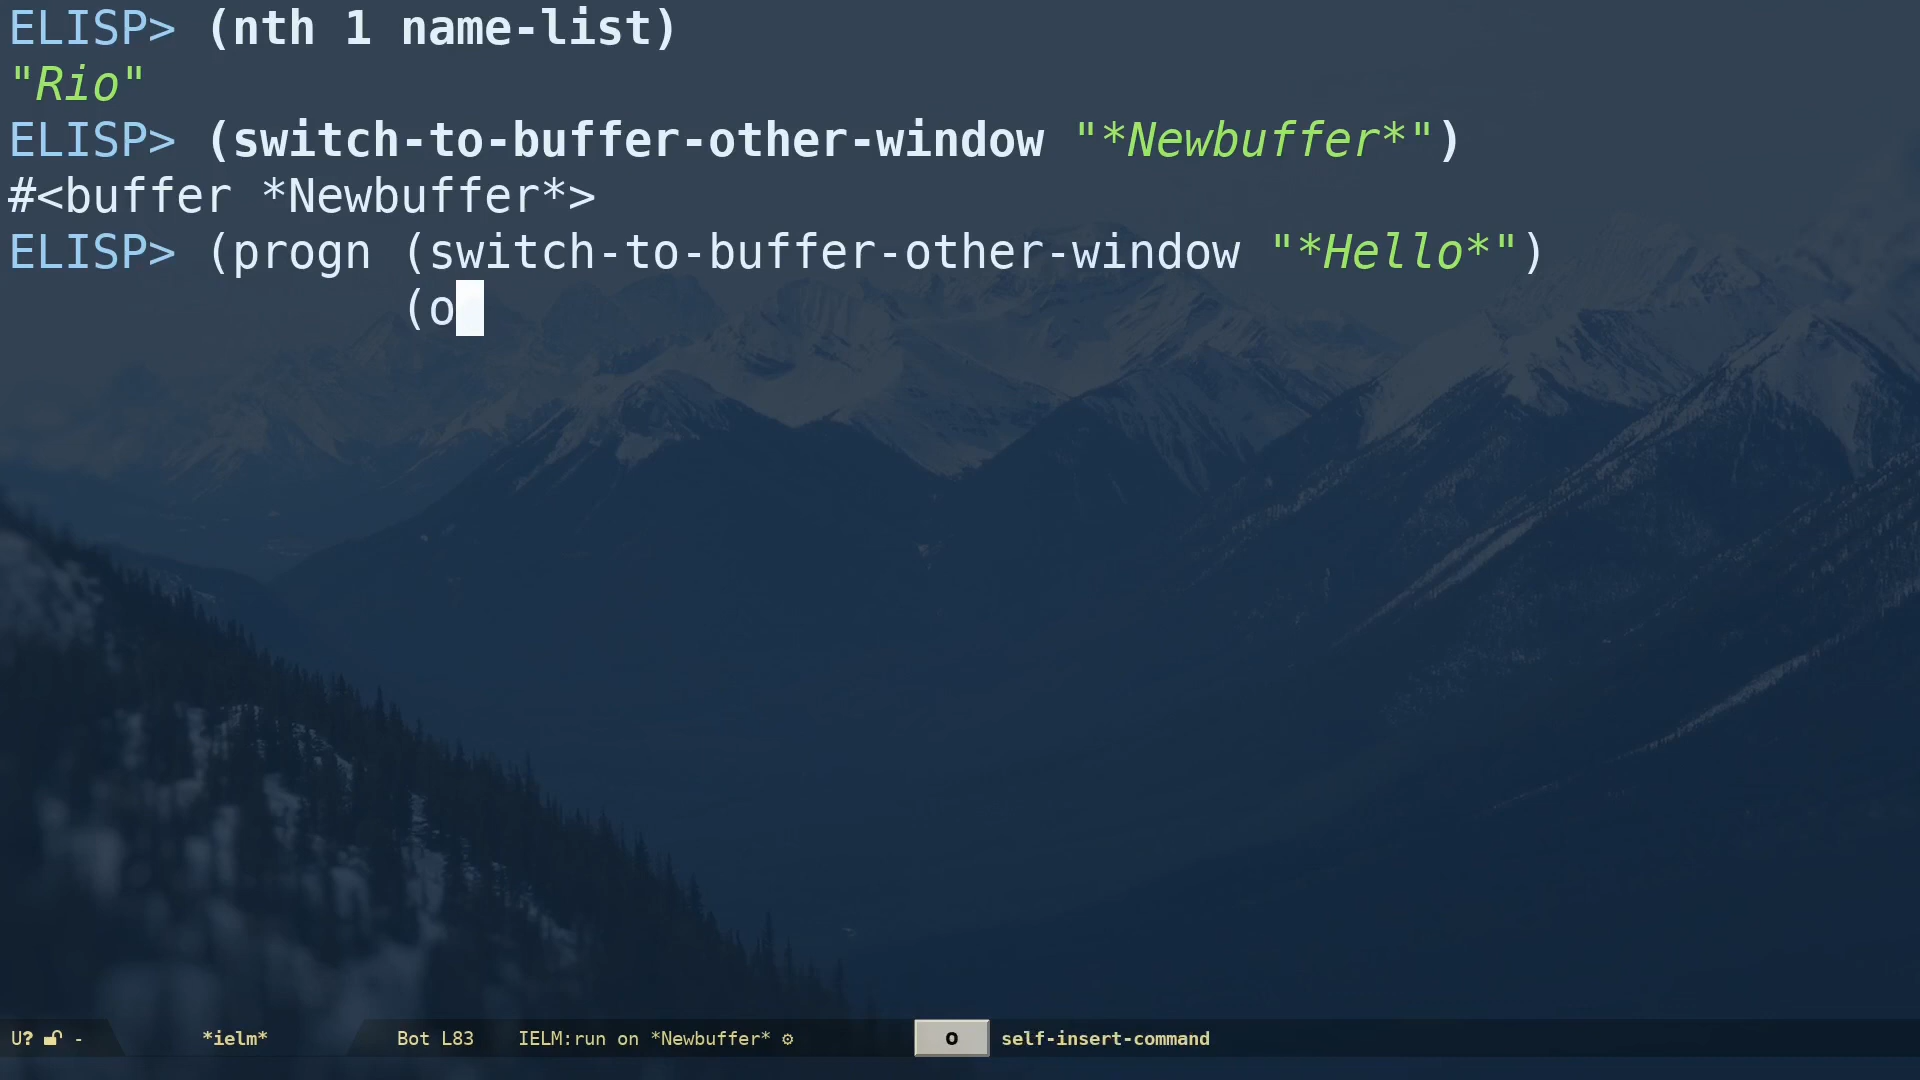 ELISP> (nth 1 name-list)
"Rio"
ELISP> (switch-to-buffer-other-window "*Newbuffer*")
#<buffer *Newbuffer*>
ELISP> (progn (switch-to-buffer-other-window "*Hello*")
(o
U? - *ielm* Bot L83 IELM:run on *Newbuffer* ⚙ o self-insert-command